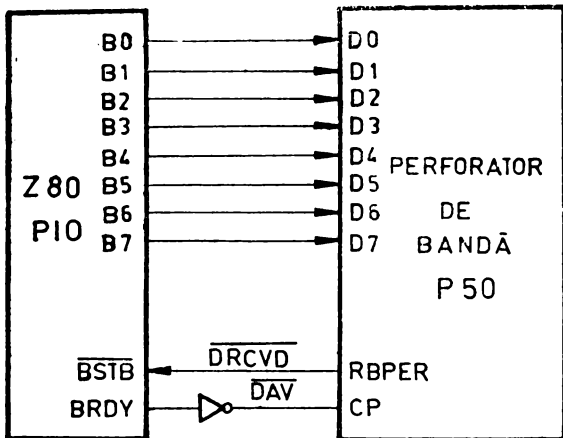 B0 D0
B1 D1
B2 D2
B3 D3
B4 D4
PERFORATOR
Z80 B5 D5
B6 D6 DE
PIO B7 D7 BANDĂ
P50
DRCVD
BSTB RBPER
DAV
BRDY CP